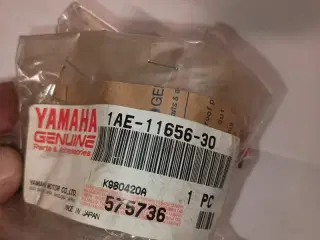 YAMAHA
GENUINE
Parts & Accessories
1AE-11656-30
K980420A
YAMAHA MOTOR CO., LTD.
MADE IN JAPAN
575736
1 PC